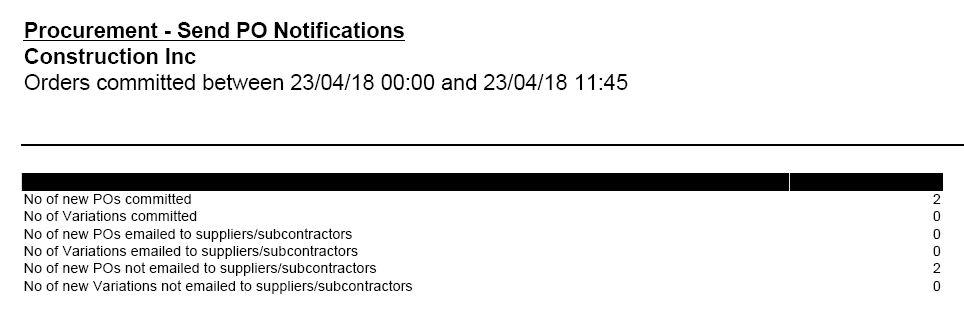 Procurement - Send PO Notifications
Construction Inc
Orders committed between 23/04/18 00:00 and 23/04/18 11:45
No of new POs committed 2
No of Variations committed 0
No of new POs emailed to suppliers/subcontractors 0
No of Variations emailed to suppliers/subcontractors 0
No of new POs not emailed to suppliers/subcontractors 2
No of new Variations not emailed to suppliers/subcontractors 0